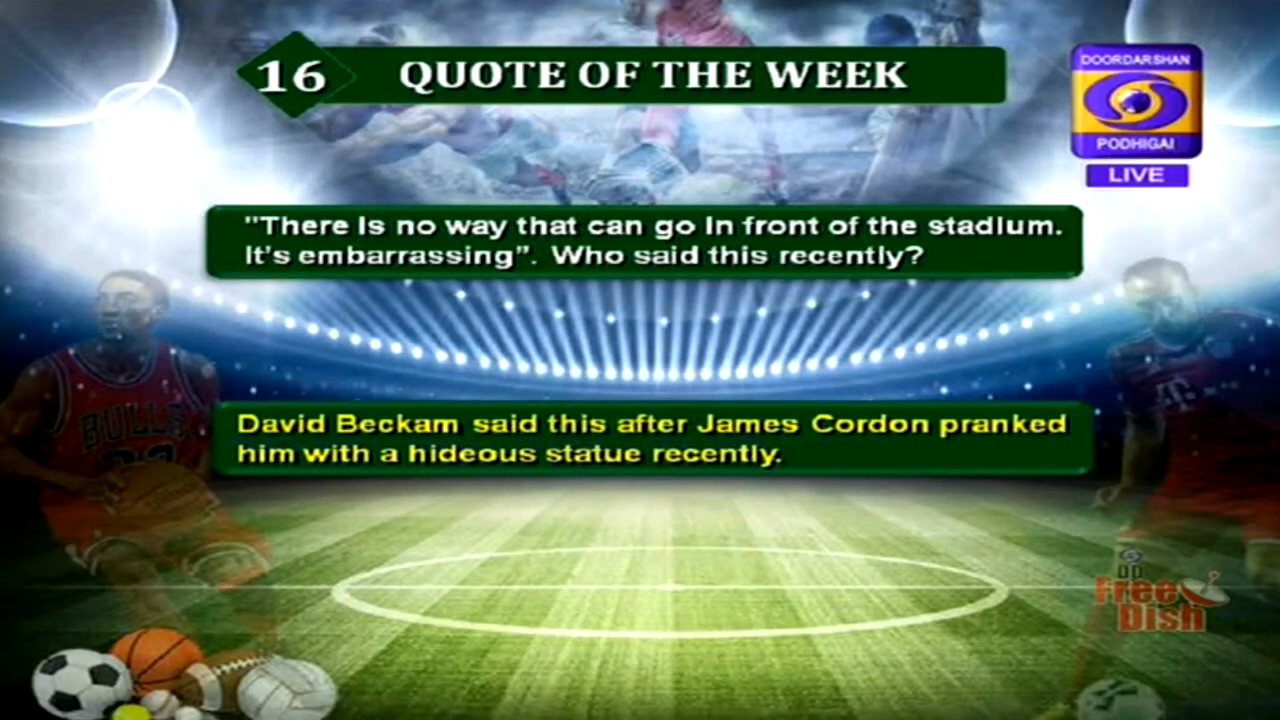 16 QUOTE OF THE WEEK
DOORDARSHAN
PODHIGAI
LIVE
"There is no way that can go in front of the stadium.
It's embarrassing”. Who said this recently?
BULLS
T
David Beckam said this after James Cordon pranked
him with a hideous statue recently.
DD
Free
Dish